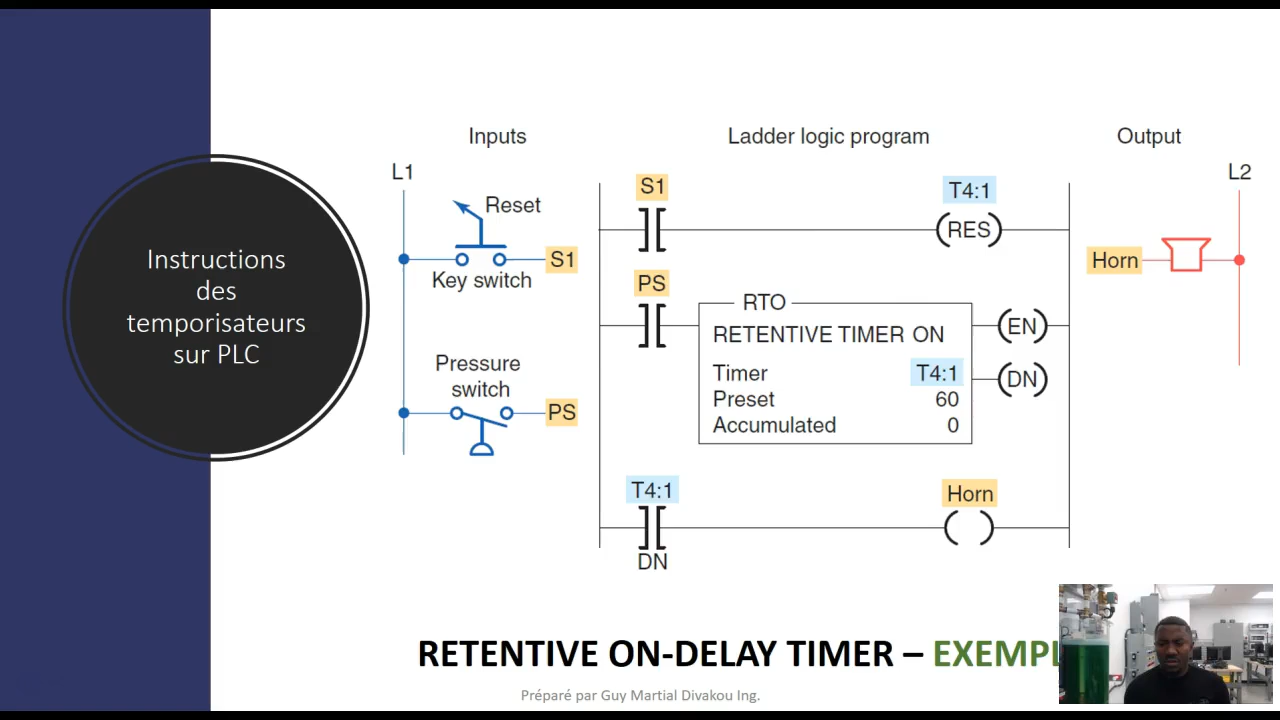 Instructions
des
temporisateurs
sur PLC
Inputs
Ladder logic program
Output
L1
L2
Reset
S1
Key switch
Pressure
switch
PS
S1
T4:1
RES
PS
RTO
RETENTIVE TIMER ON
EN
Timer T4:1
DN
Preset 60
Accumulated 0
T4:1
Horn
DN
Horn
RETENTIVE ON-DELAY TIMER – EXEMPL
Préparé par Guy Martial Divakou Ing.